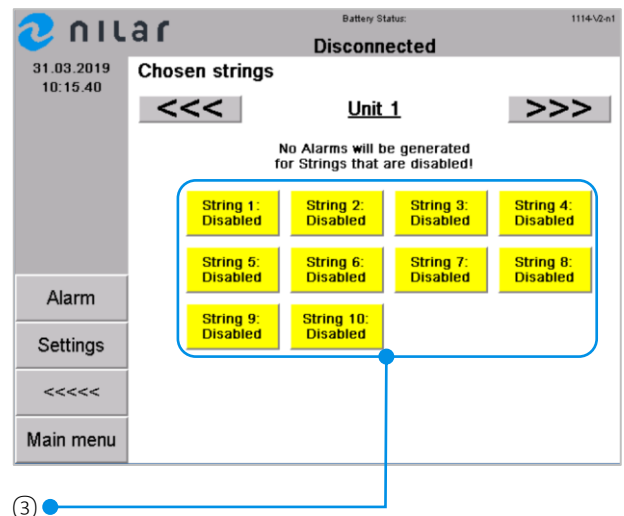 nilar
Battery Status:
1114-V2-n1
Disconnected
31.03.2019
10:15.40
Chosen strings
<<<
Unit 1
>>>
No Alarms will be generated
for Strings that are disabled!
String 1:
Disabled
String 2:
Disabled
String 3:
Disabled
String 4:
Disabled
String 5:
Disabled
String 6:
Disabled
String 7:
Disabled
String 8:
Disabled
String 9:
Disabled
String 10:
Disabled
Alarm
Settings
<<<<<
Main menu
3